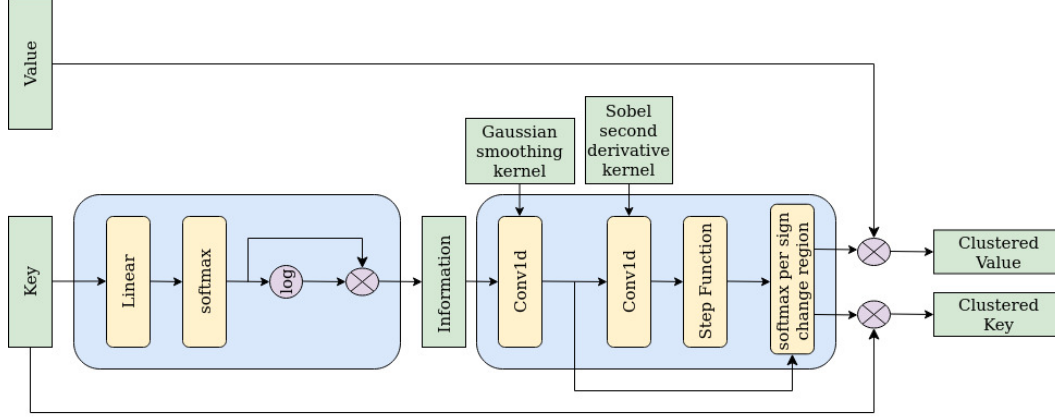 Value
Gaussian
smoothing
kernel
Sobel
second
derivative
kernel
Key
Linear
softmax
log
Information
Conv1d
Conv1d
Step Function
softmax per sign
change region
Clustered
Value
Clustered
Key